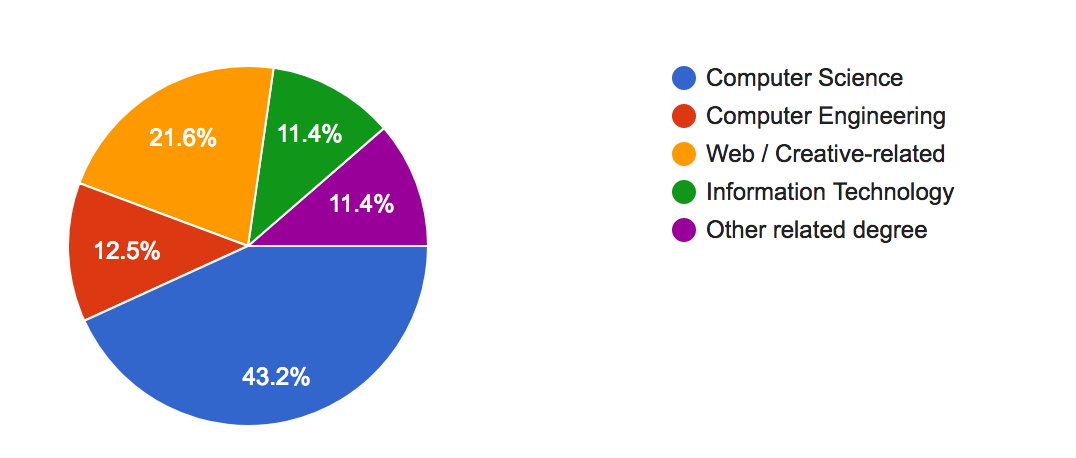 21.6%
11.4%
11.4%
12.5%
43.2%
Computer Science
Computer Engineering
Web / Creative-related
Information Technology
Other related degree